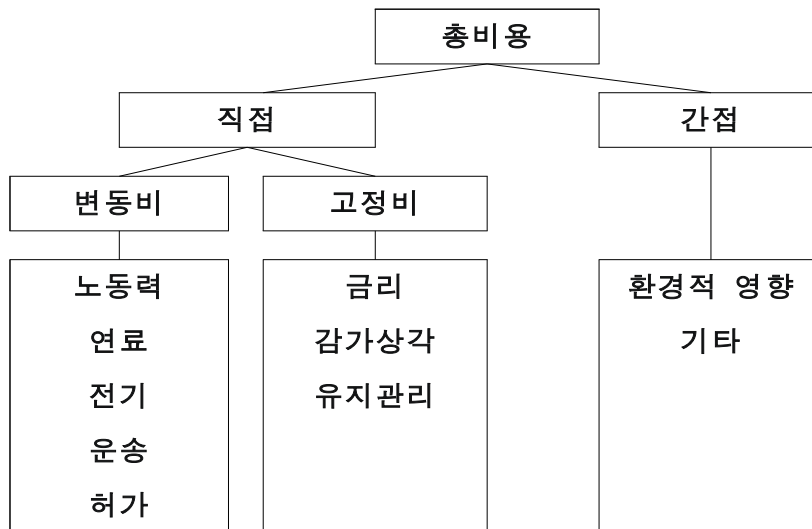 총비용
직접
간접
변동비
고정비
노동력
연료
전기
운송
허가
금리
감가상각
유지관리
환경적 영향
기타